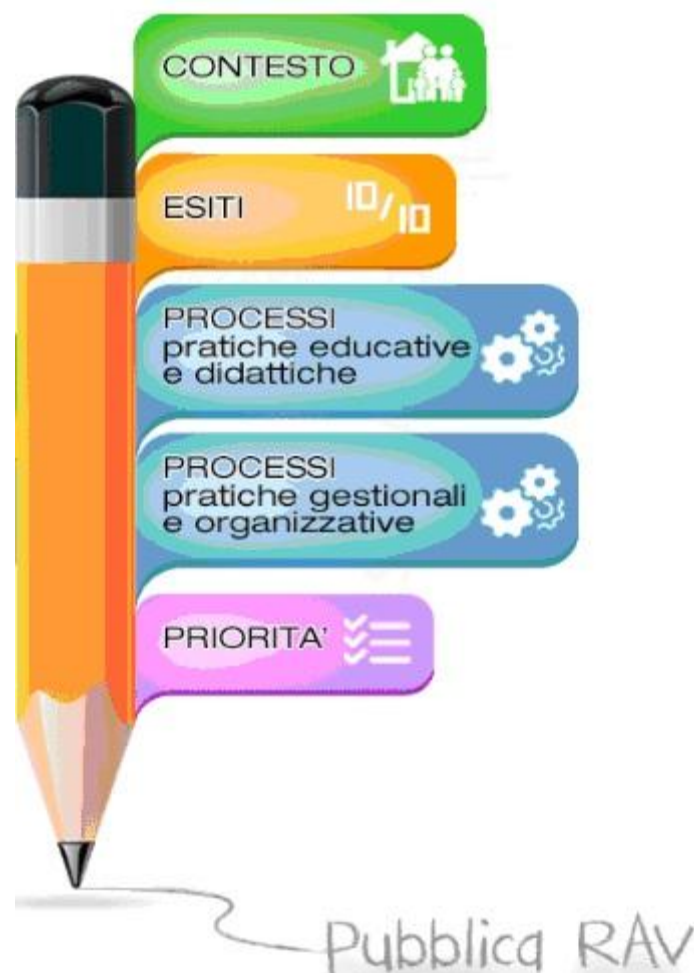 CONTESTO
ESITI
10/10
PROCESSI
pratiche educative
e didattiche
PROCESSI
pratiche gestionali
e organizzative
PRIORITA'
Pubblica RAV